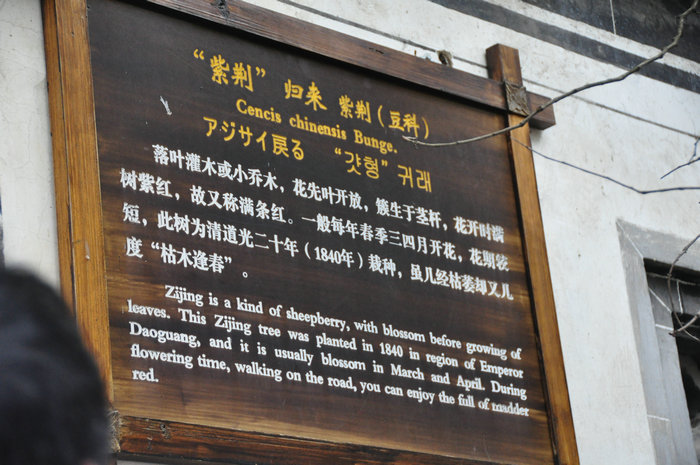 “紫荆” 归来 紫荆（豆科）
Cencis chinensis Bunge.
アジサイ戻る “갓형” 귀래
落叶灌木或小乔木，花先叶开放，簇生于茎杆，花开时满
树紫红，故又称满条红。一般每年春季三四月开花，花期较
短，此树为清道光二十年（1840年）栽种，虽几经枯萎却又几
度“枯木逢春”。
Zijing is a kind of sheepberry, with blossom before growing of
leaves. This Zijing tree was planted in 1840 in region of Emperor
Daoguang, and it is usually blossom in March and April. During
flowering time, walking on the road, you can enjoy the full of madder
red.